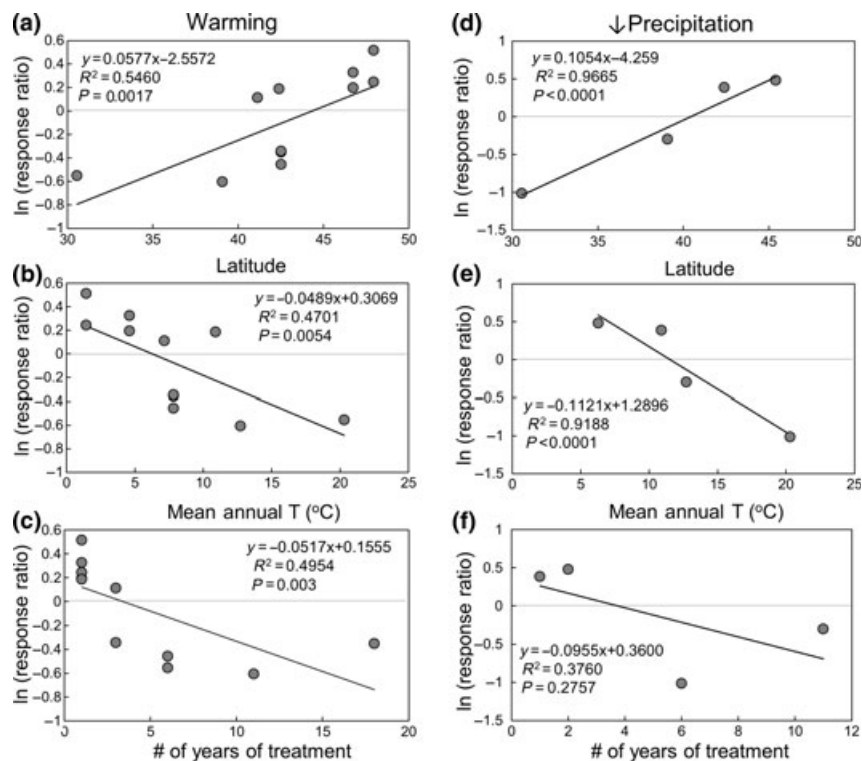 (a)
Warming
ln (response ratio)
0.6
0.4
0.2
0
−0.2
−0.4
−0.6
−0.8
−1
y = 0.0577x−2.5572
R² = 0.5460
P = 0.0017
30 35 40 45 50
Latitude
(d)
↓Precipitation
ln (response ratio)
1.5
1
0.5
0
−0.5
−1
−1.5
y = 0.1054x−4.259
R² = 0.9665
P < 0.0001
30 35 40 45 50
Latitude
(b)
ln (response ratio)
0.6
0.4
0.2
0
−0.2
−0.4
−0.6
−0.8
−1
y = −0.0489x+0.3069
R² = 0.4701
P = 0.0054
0 5 10 15 20 25
Mean annual T (°C)
(e)
ln (response ratio)
1
0.5
0
−0.5
−1
−1.5
y = −0.1121x+1.2896
R² = 0.9188
P < 0.0001
0 5 10 15 20 25
Mean annual T (°C)
(c)
ln (response ratio)
0.6
0.4
0.2
0
−0.2
−0.4
−0.6
−0.8
−1
y = −0.0517x+0.1555
R² = 0.4954
P = 0.003
0 5 10 15 20
# of years of treatment
(f)
ln (response ratio)
1
0.5
0
−0.5
−1
−1.5
y = −0.0955x+0.3600
R² = 0.3760
P = 0.2757
0 2 4 6 8 10 12
# of years of treatment